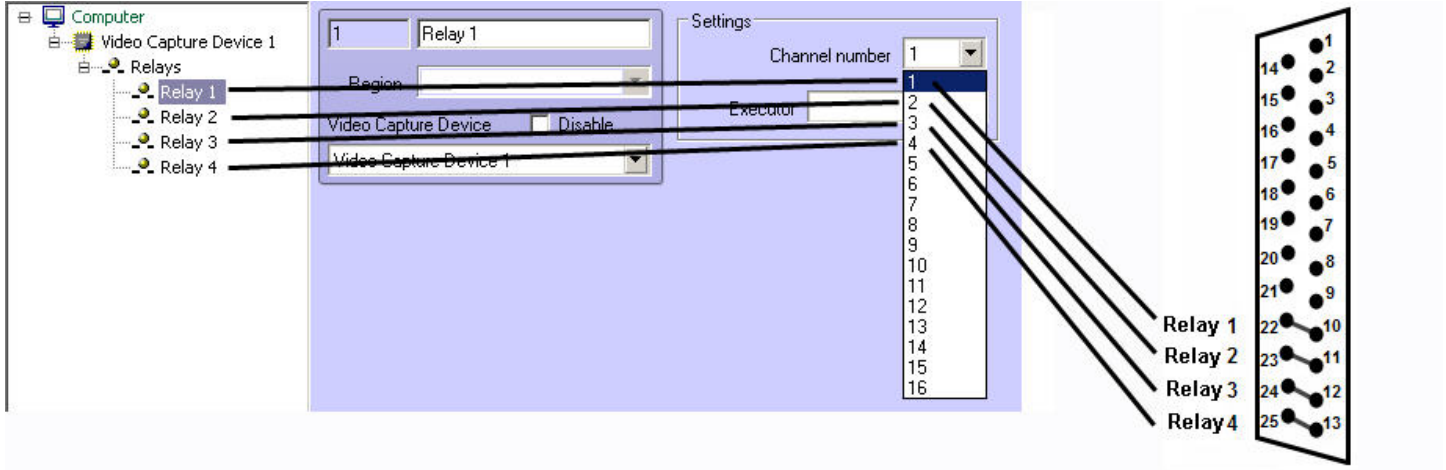 Computer
Video Capture Device 1
Relays
Relay 1
Relay 2
Relay 3
Relay 4
1 Relay 1
Region
Video Capture Device Disable
Video Capture Device 1
Settings
Channel number 1
Executor
1
2
3
4
5
6
7
8
9
10
11
12
13
14
15
16
Relay 1
Relay 2
Relay 3
Relay 4
1
14 2
15 3
16 4
17 5
18 6
19 7
20 8
21 9
22 10
23 11
24 12
25 13